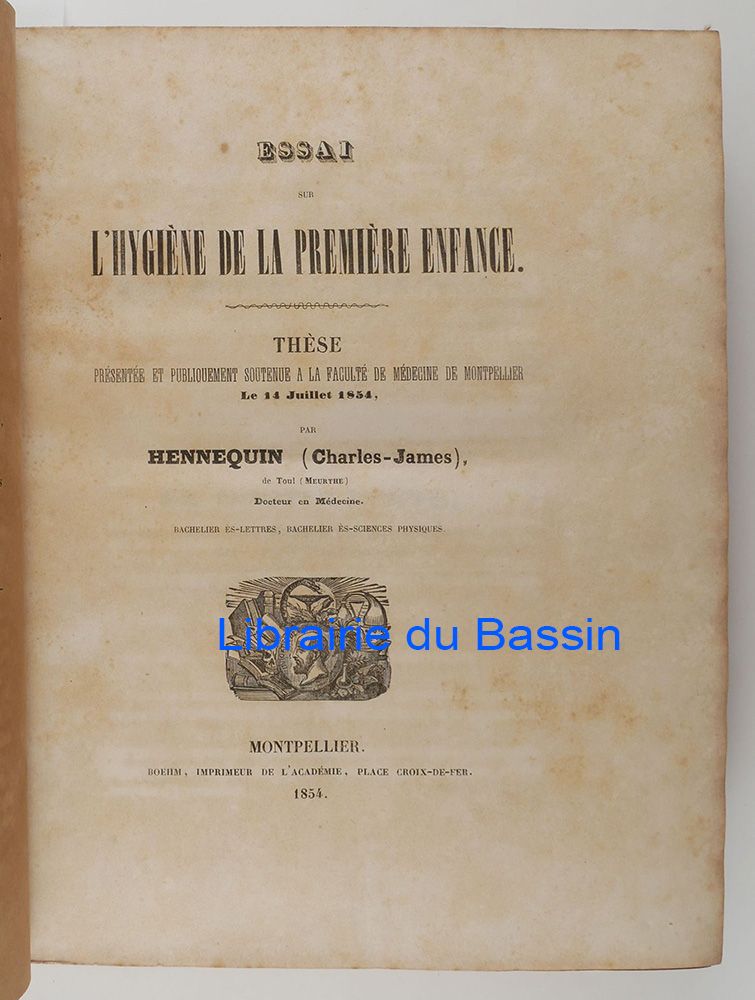 ESSAI
SUR
L'HYGIÈNE DE LA PREMIÈRE ENFANCE.
THÈSE
PRÉSENTÉE ET PUBLIQUEMENT SOUTENUE A LA FACULTÉ DE MÉDECINE DE MONTPELLIER
Le 14 Juillet 1854,
PAR
HENNEQUIN (Charles-James),
de Toul (MEURTHE)
Docteur en Médecine.
BACHELIER ES-LETTRES, BACHELIER ÈS-SCIENCES PHYSIQUES.
Librairie du Bassin
MONTPELLIER.
BOEHM, IMPRIMEUR DE L'ACADÉMIE, PLACE CROIX-DE-FER.
1854.